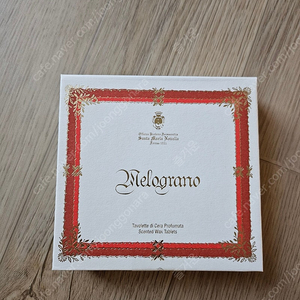 Officina Profumo Farmaceutica
Santa Maria Novella
Firenze 1221
Melograno
Tavolette di Cera Profumata
Scented Wax Tablets